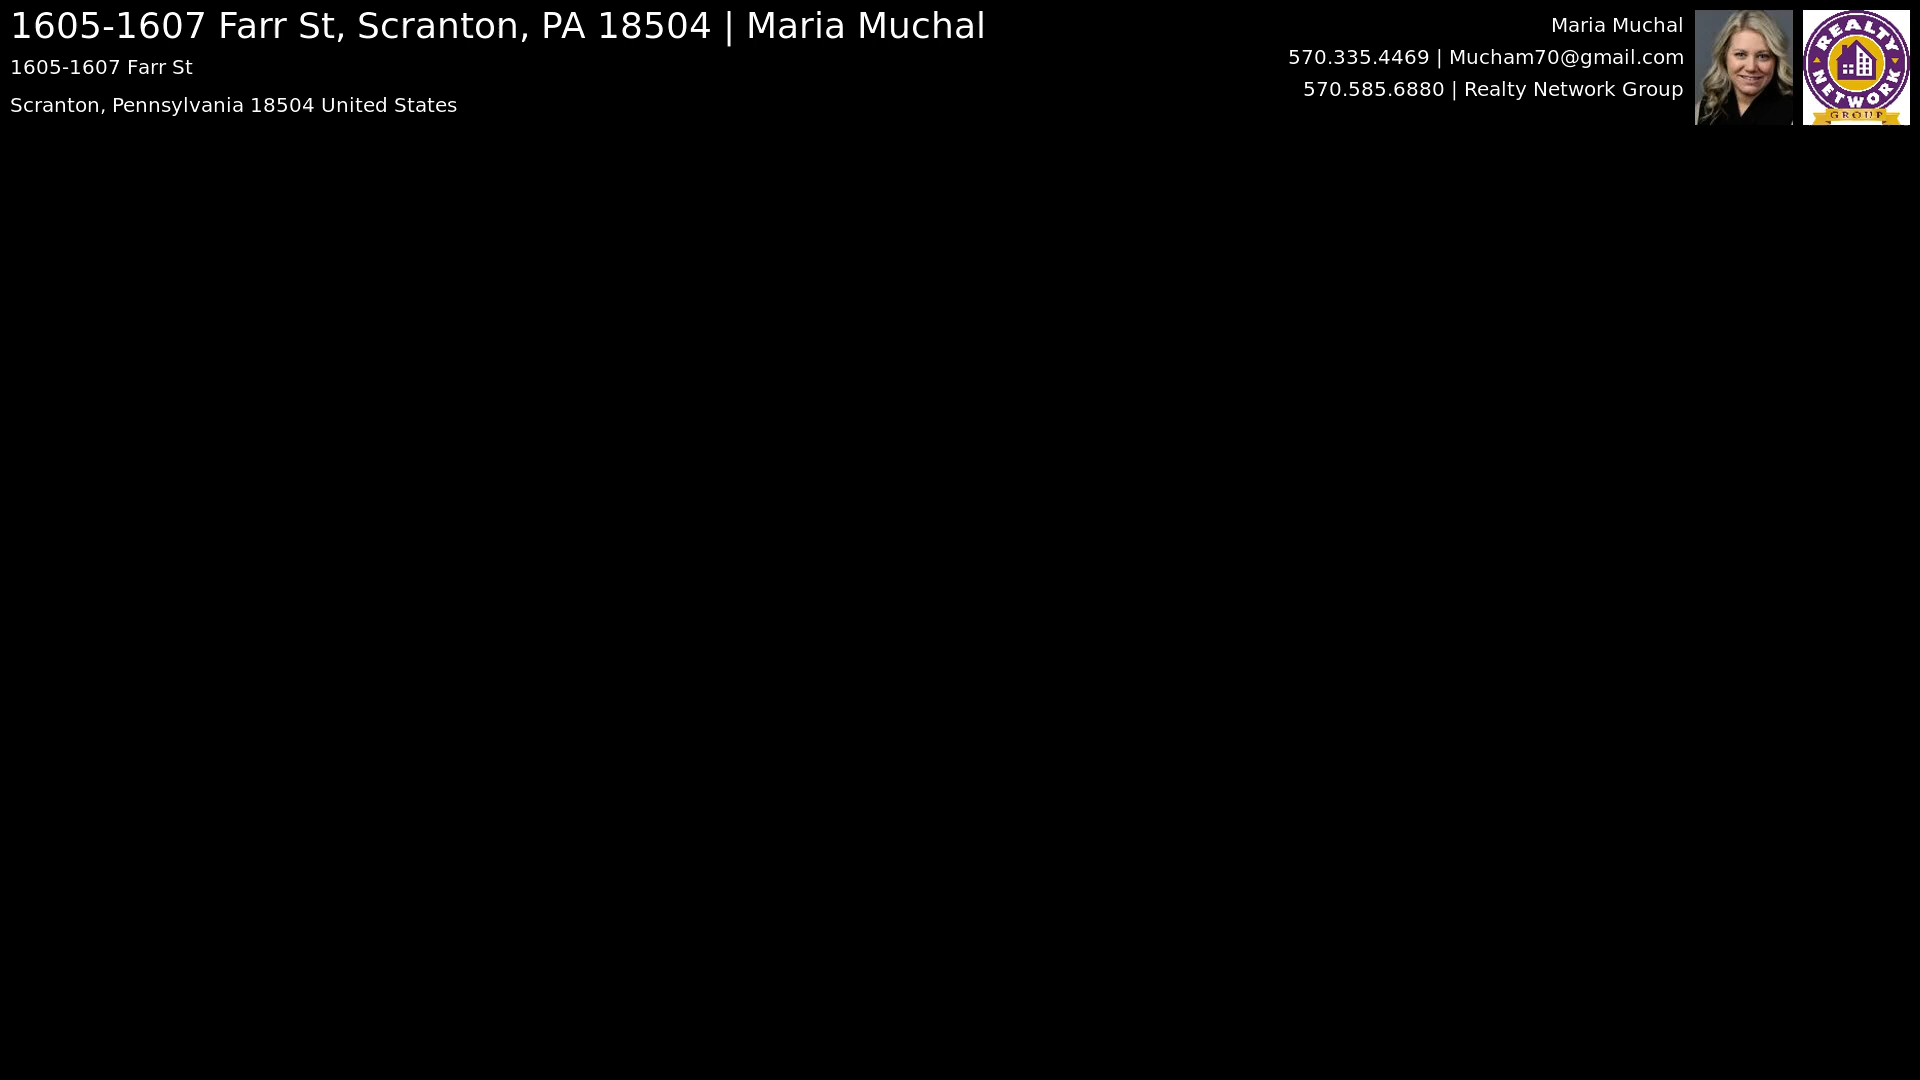 1605-1607 Farr St, Scranton, PA 18504 | Maria Muchal
1605-1607 Farr St
Scranton, Pennsylvania 18504 United States
Maria Muchal
570.335.4469 | Mucham70@gmail.com
570.585.6880 | Realty Network Group
REALTY
NETWORK
GROUP